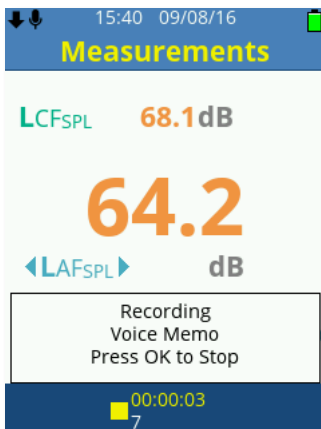 15:40 09/08/16
Measurements
LCFSPL 68.1dB
64.2
LAFSPL dB
Recording
Voice Memo
Press OK to Stop
00:00:03
7